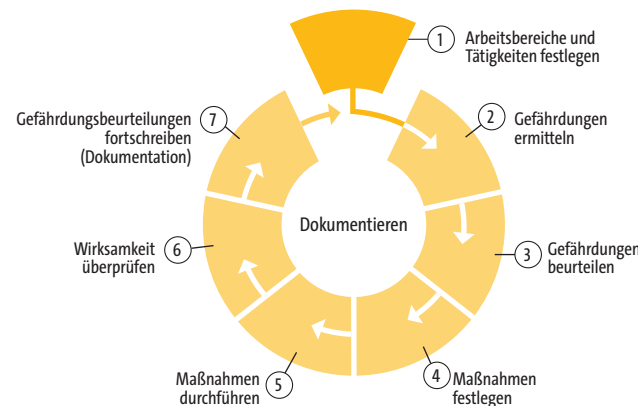 1
Arbeitsbereiche und
Tätigkeiten festlegen
2
Gefährdungen
ermitteln
3
Gefährdungen
beurteilen
4
Maßnahmen
festlegen
5
Maßnahmen
durchführen
6
Wirksamkeit
überprüfen
7
Gefährdungsbeurteilungen
fortschreiben
(Dokumentation)
Dokumentieren